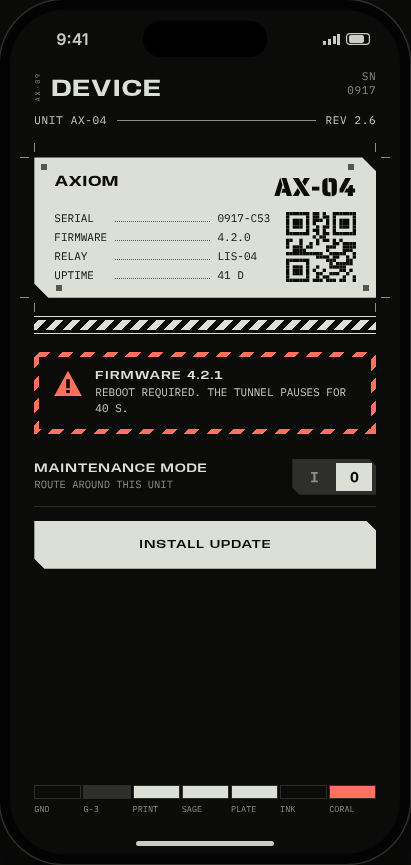 9:41
AX-09
DEVICE
SN
0917
UNIT AX-04
REV 2.6
AXIOM
AX-04
SERIAL 0917-C53
FIRMWARE 4.2.0
RELAY LIS-04
UPTIME 41 D
FIRMWARE 4.2.1
REBOOT REQUIRED. THE TUNNEL PAUSES FOR
40 S.
MAINTENANCE MODE
ROUTE AROUND THIS UNIT
I O
INSTALL UPDATE
GND G-3 PRINT SAGE PLATE INK CORAL